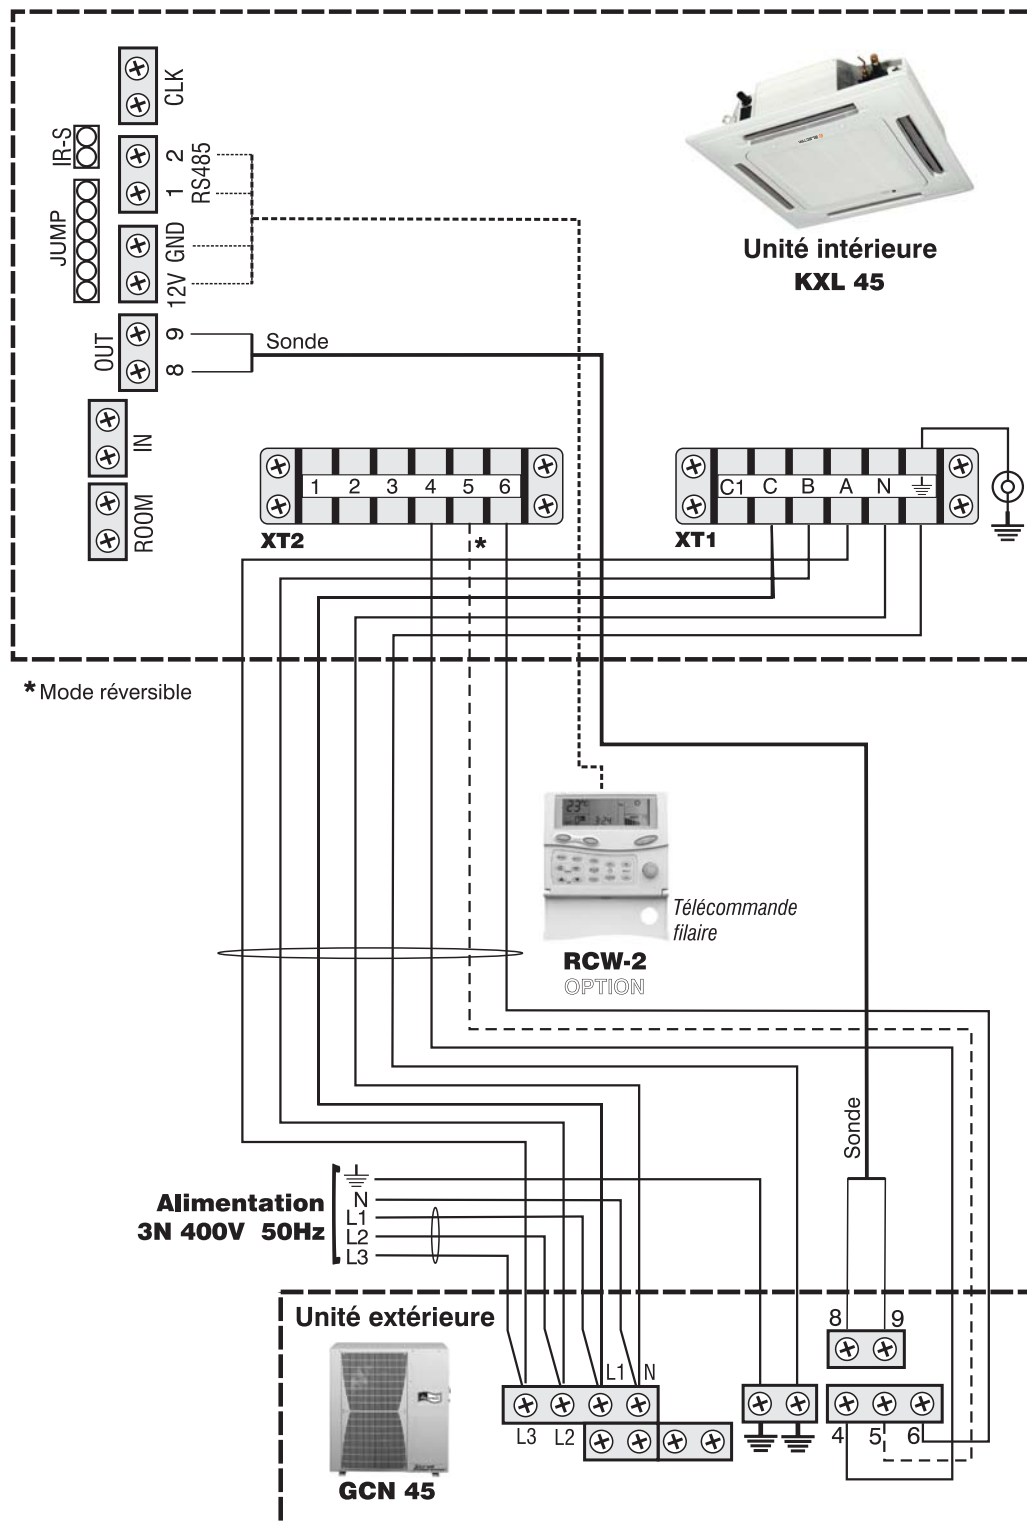 CLK
IR-S
2
1
RS485
JUMP
GND
12V
OUT
9
8
Sonde
IN
ROOM
Unité intérieure
KXL 45
1 2 3 4 5 6
XT2
*
C1 C B A N
XT1
* Mode réversible
Télécommande
filaire
RCW-2
OPTION
Sonde
Alimentation
3N 400V 50Hz
N
L1
L2
L3
Unité extérieure
8 9
L1 N
L3 L2
4 5 6
GCN 45